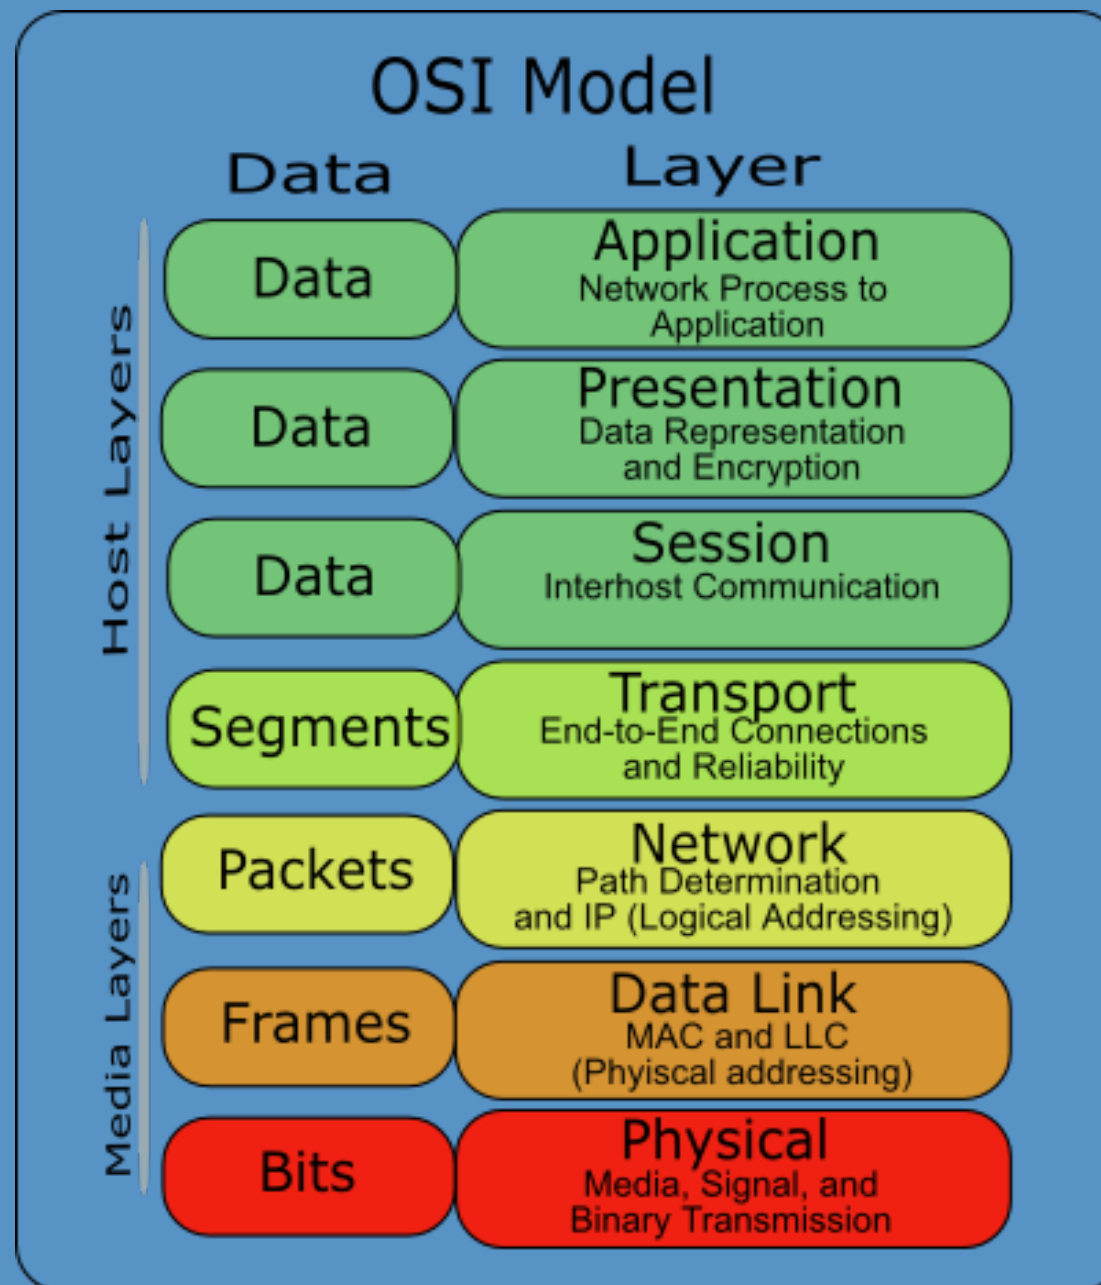 OSI Model
Data
Layer
Host Layers
Data
Application
Network Process to
Application
Data
Presentation
Data Representation
and Encryption
Data
Session
Interhost Communication
Segments
Transport
End-to-End Connections
and Reliability
Media Layers
Packets
Network
Path Determination
and IP (Logical Addressing)
Frames
Data Link
MAC and LLC
(Phyiscal addressing)
Bits
Physical
Media, Signal, and
Binary Transmission